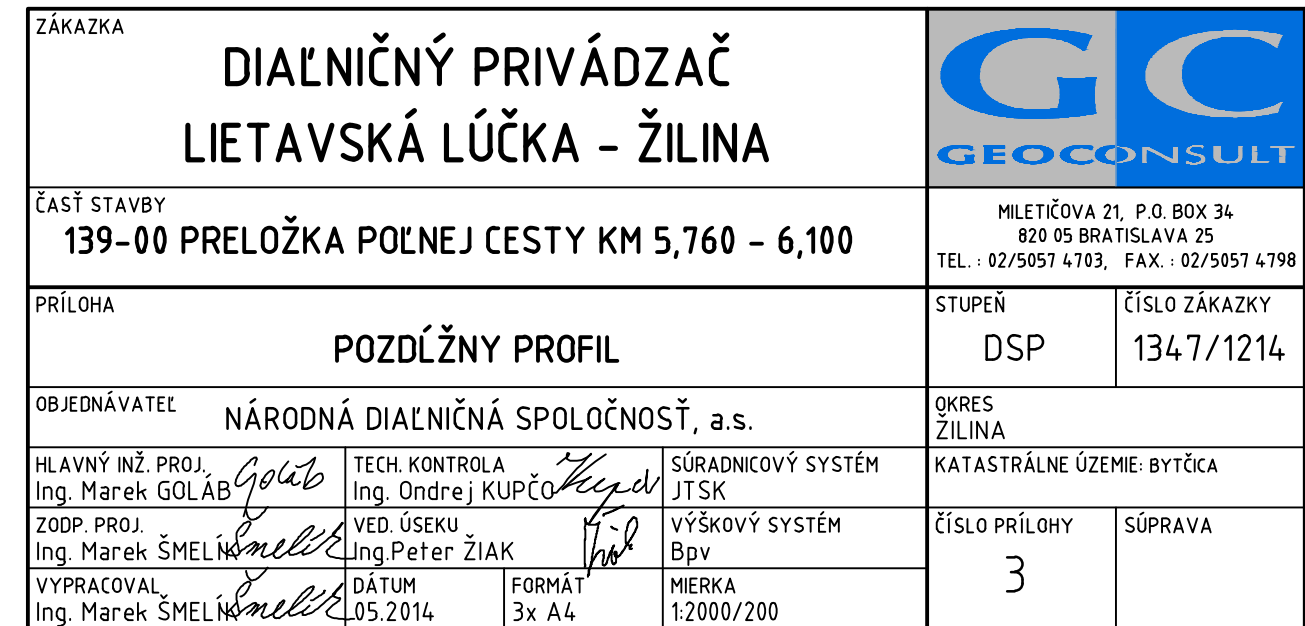 ZÁKAZKA
DIAĽNIČNÝ PRIVÁDZAČ
LIETAVSKÁ LÚČKA - ŽILINA
GC
GEOCONSULT
ČASŤ STAVBY
139-00 PRELOŽKA POĽNEJ CESTY KM 5,760 - 6,100
MILETIČOVA 21, P.O. BOX 34
820 05 BRATISLAVA 25
TEL. : 02/5057 4703, FAX. : 02/5057 4798
PRÍLOHA
POZDĹŽNY PROFIL
STUPEŇ
DSP
ČÍSLO ZÁKAZKY
1347/1214
OBJEDNÁVATEĽ
NÁRODNÁ DIAĽNIČNÁ SPOLOČNOSŤ, a.s.
OKRES
ŽILINA
HLAVNÝ INŽ. PROJ.
Ing. Marek GOLÁB
Goláb
TECH. KONTROLA
Ing. Ondrej KUPČO
SÚRADNICOVÝ SYSTÉM
JTSK
KATASTRÁLNE ÚZEMIE: BYTČICA
ZODP. PROJ.
Ing. Marek ŠMELÍK
Šmelík
VED. ÚSEKU
Ing.Peter ŽIAK
VÝŠKOVÝ SYSTÉM
Bpv
ČÍSLO PRÍLOHY
3
SÚPRAVA
VYPRACOVAL
Ing. Marek ŠMELÍK
Šmelík
DÁTUM
05.2014
FORMÁT
3x A4
MIERKA
1:2000/200